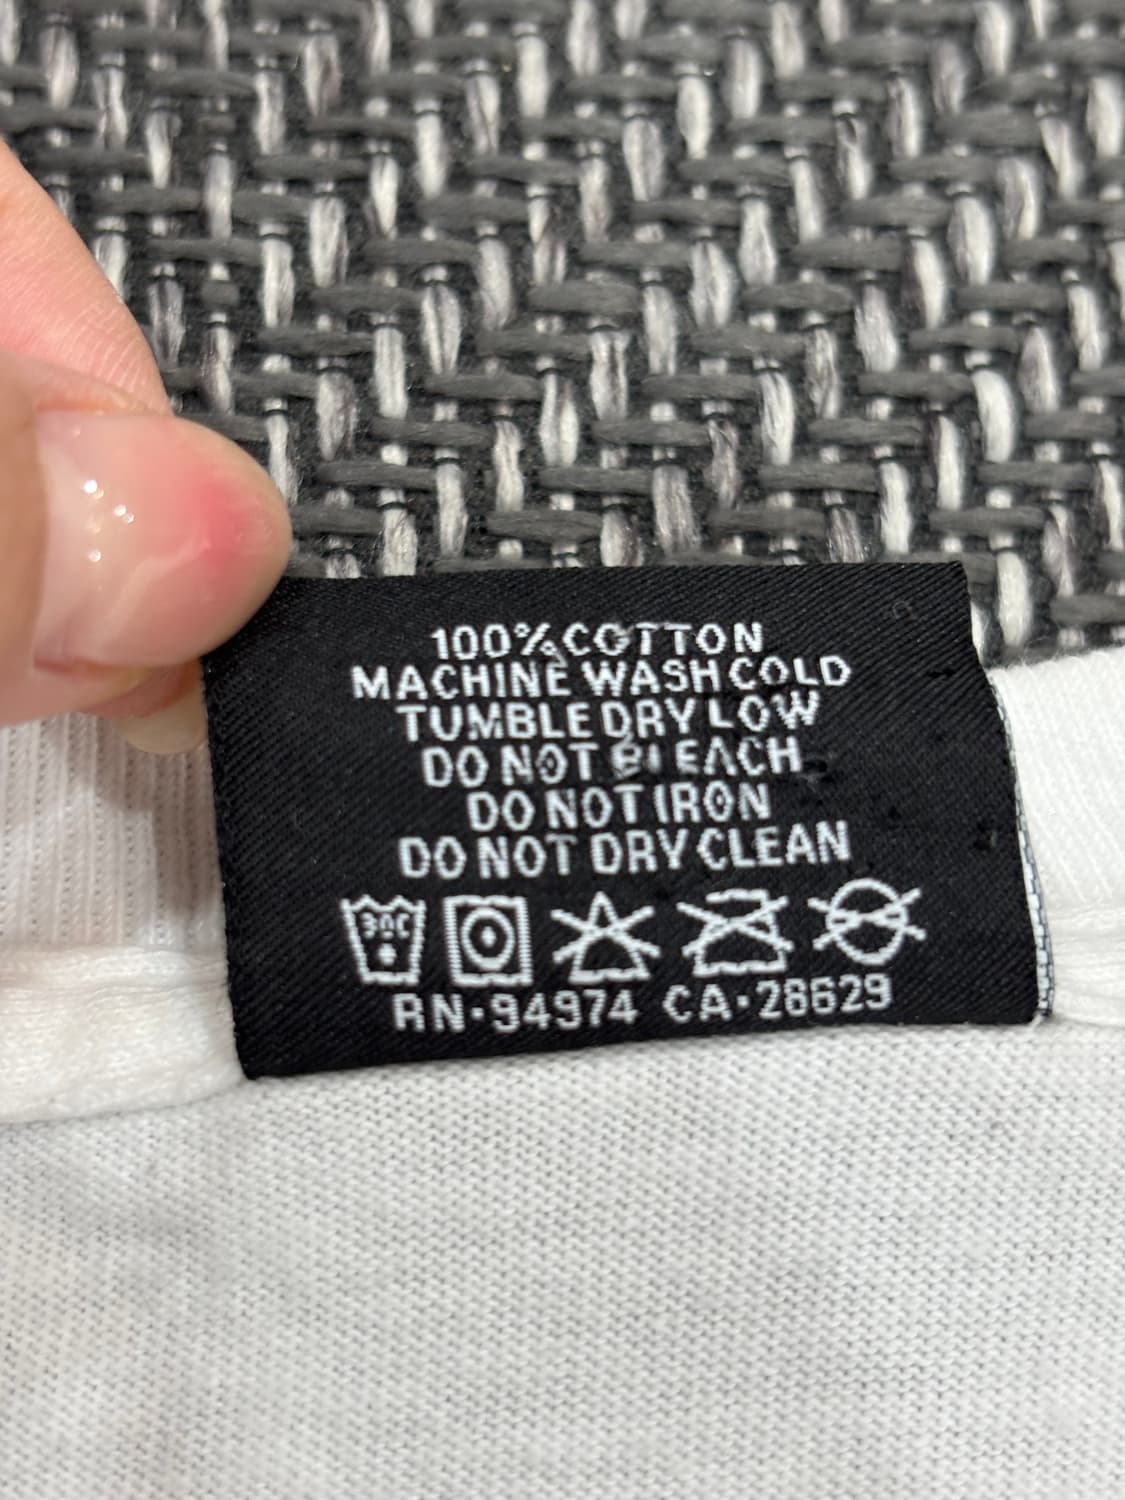 100% COTTON
MACHINE WASH COLD
TUMBLE DRY LOW
DO NOT BLEACH
DO NOT IRON
DO NOT DRY CLEAN
30C
RN·94974 CA·28629